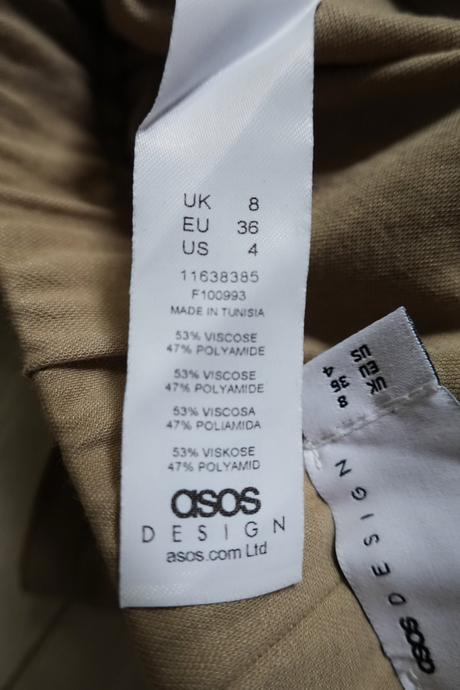 UK 8
EU 36
US 4
11638385
F100993
MADE IN TUNISIA
53% VISCOSE
47% POLYAMIDE
53% VISCOSE
47% POLYAMIDE
53% VISCOSA
47% POLIAMIDA
53% VISKOSE
47% POLYAMID
asos
DESIGN
asos.com Ltd
UK 8
EU 36
US 4
asos
DESIGN